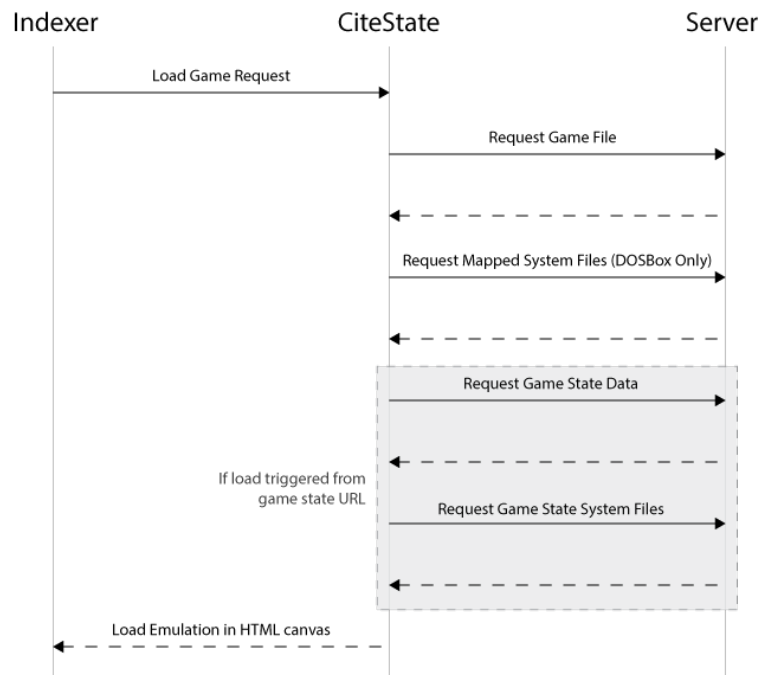 Indexer CiteState Server
Load Game Request
Request Game File
Request Mapped System Files (DOSBox Only)
Request Game State Data
If load triggered from
game state URL
Request Game State System Files
Load Emulation in HTML canvas